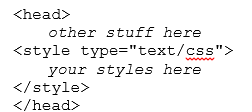 <head>
other stuff here
<style type="text/css">
your styles here
</style>
</head>